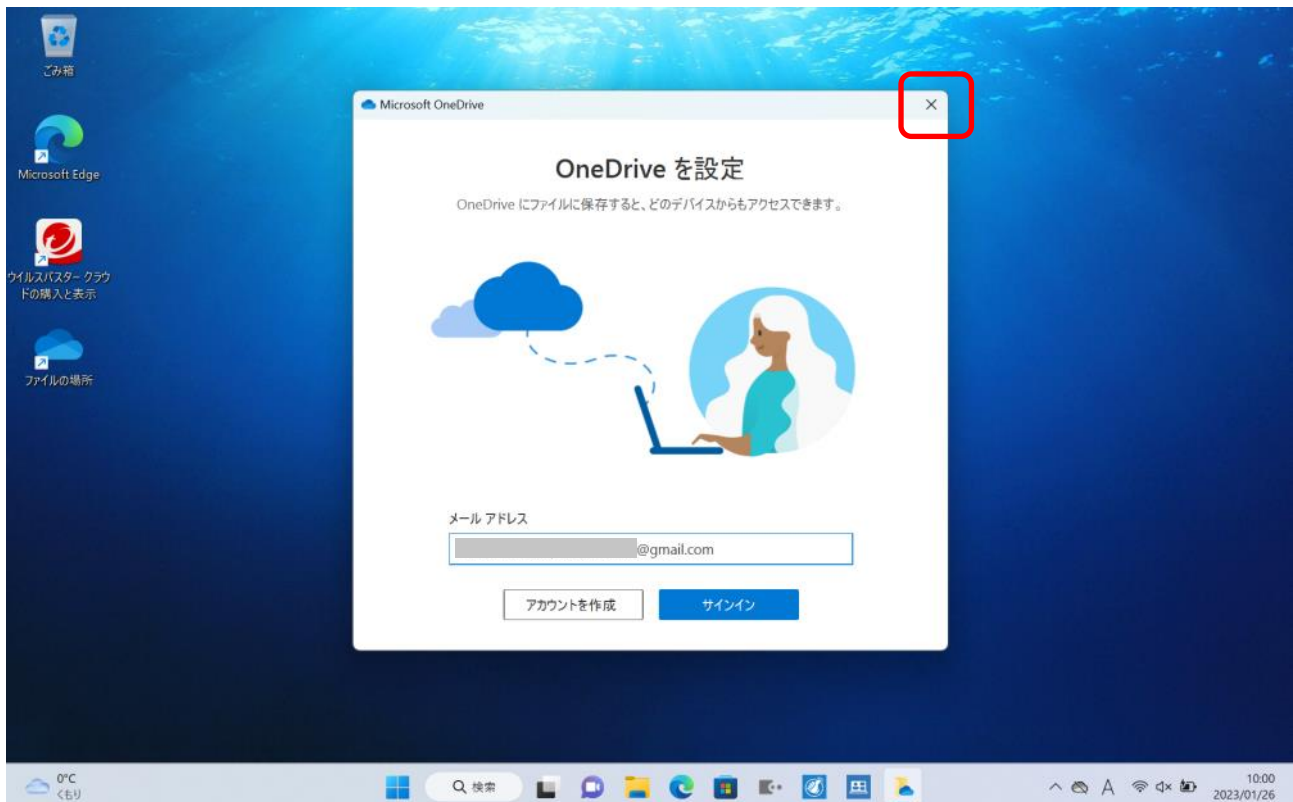 ごみ箱
Microsoft Edge
ウイルスバスター クラウ
ドの購入と表示
ファイルの場所
Microsoft OneDrive
OneDrive を設定
OneDrive にファイルに保存すると、どのデバイスからもアクセスできます。
メール アドレス
@gmail.com
アカウントを作成
サインイン
0°C
くもり
検索
A
10:00
2023/01/26